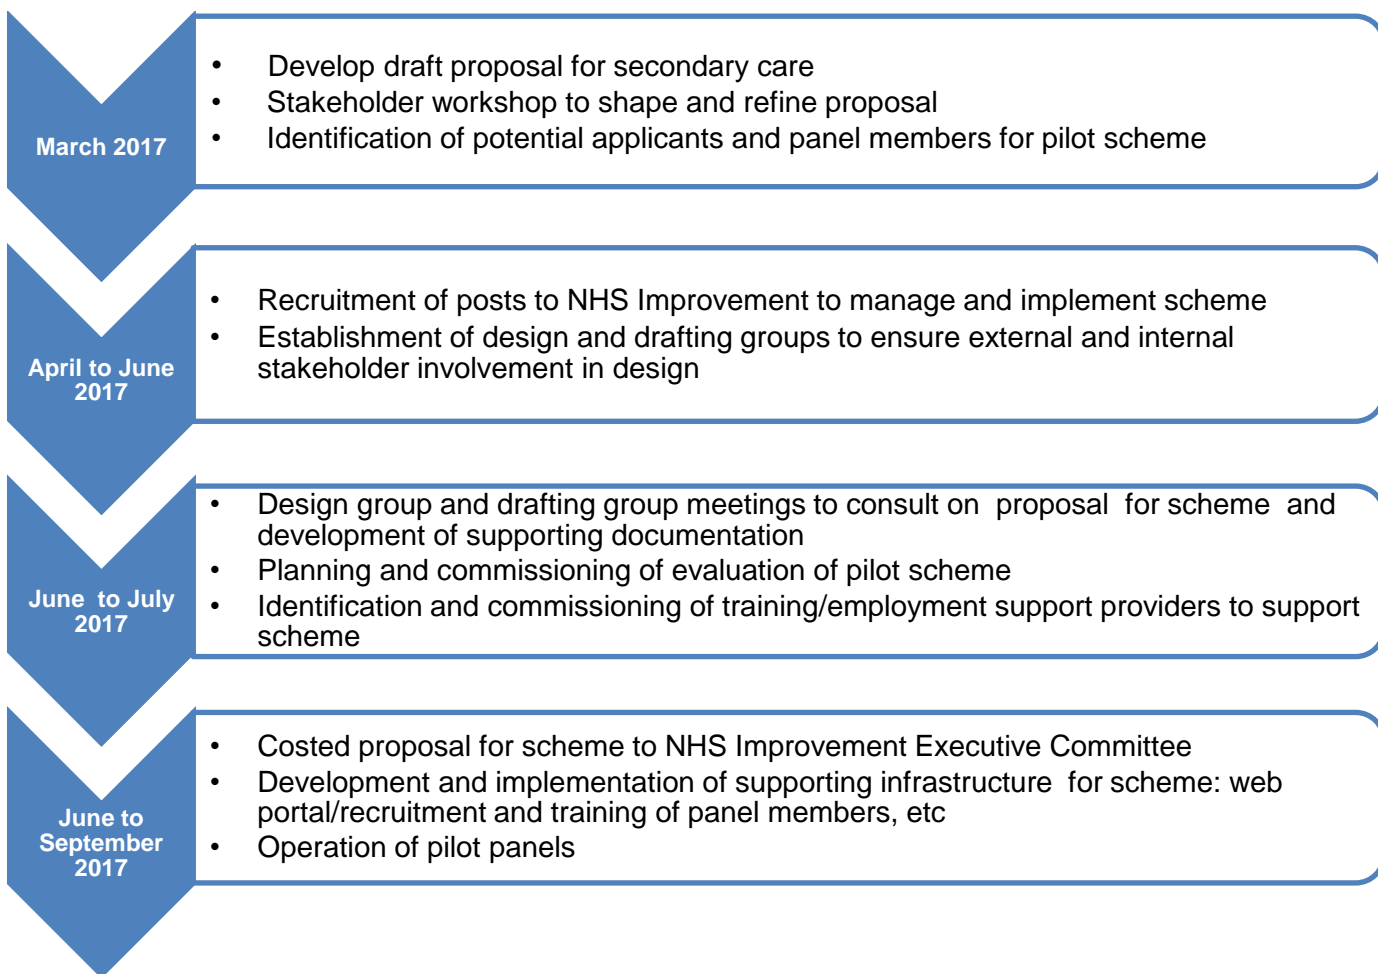 March 2017
• Develop draft proposal for secondary care
• Stakeholder workshop to shape and refine proposal
• Identification of potential applicants and panel members for pilot scheme
April to June
2017
• Recruitment of posts to NHS Improvement to manage and implement scheme
• Establishment of design and drafting groups to ensure external and internal
stakeholder involvement in design
June to July
2017
• Design group and drafting group meetings to consult on proposal for scheme and
development of supporting documentation
• Planning and commissioning of evaluation of pilot scheme
• Identification and commissioning of training/employment support providers to support
scheme
June to
September
2017
• Costed proposal for scheme to NHS Improvement Executive Committee
• Development and implementation of supporting infrastructure for scheme: web
portal/recruitment and training of panel members, etc
• Operation of pilot panels